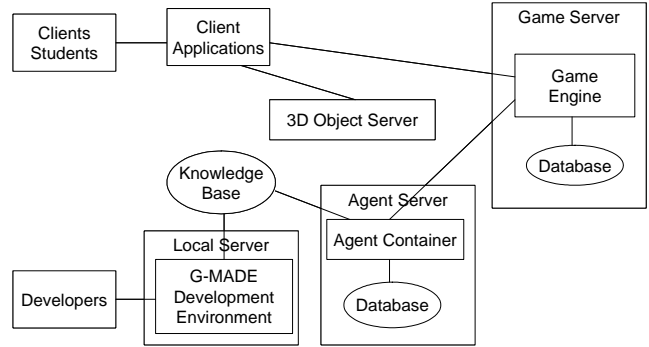 Game Server
Clients
Students
Client
Applications
Game
Engine
3D Object Server
Database
Knowledge
Base
Agent Server
Local Server
Agent Container
G-MADE
Development
Environment
Developers
Database